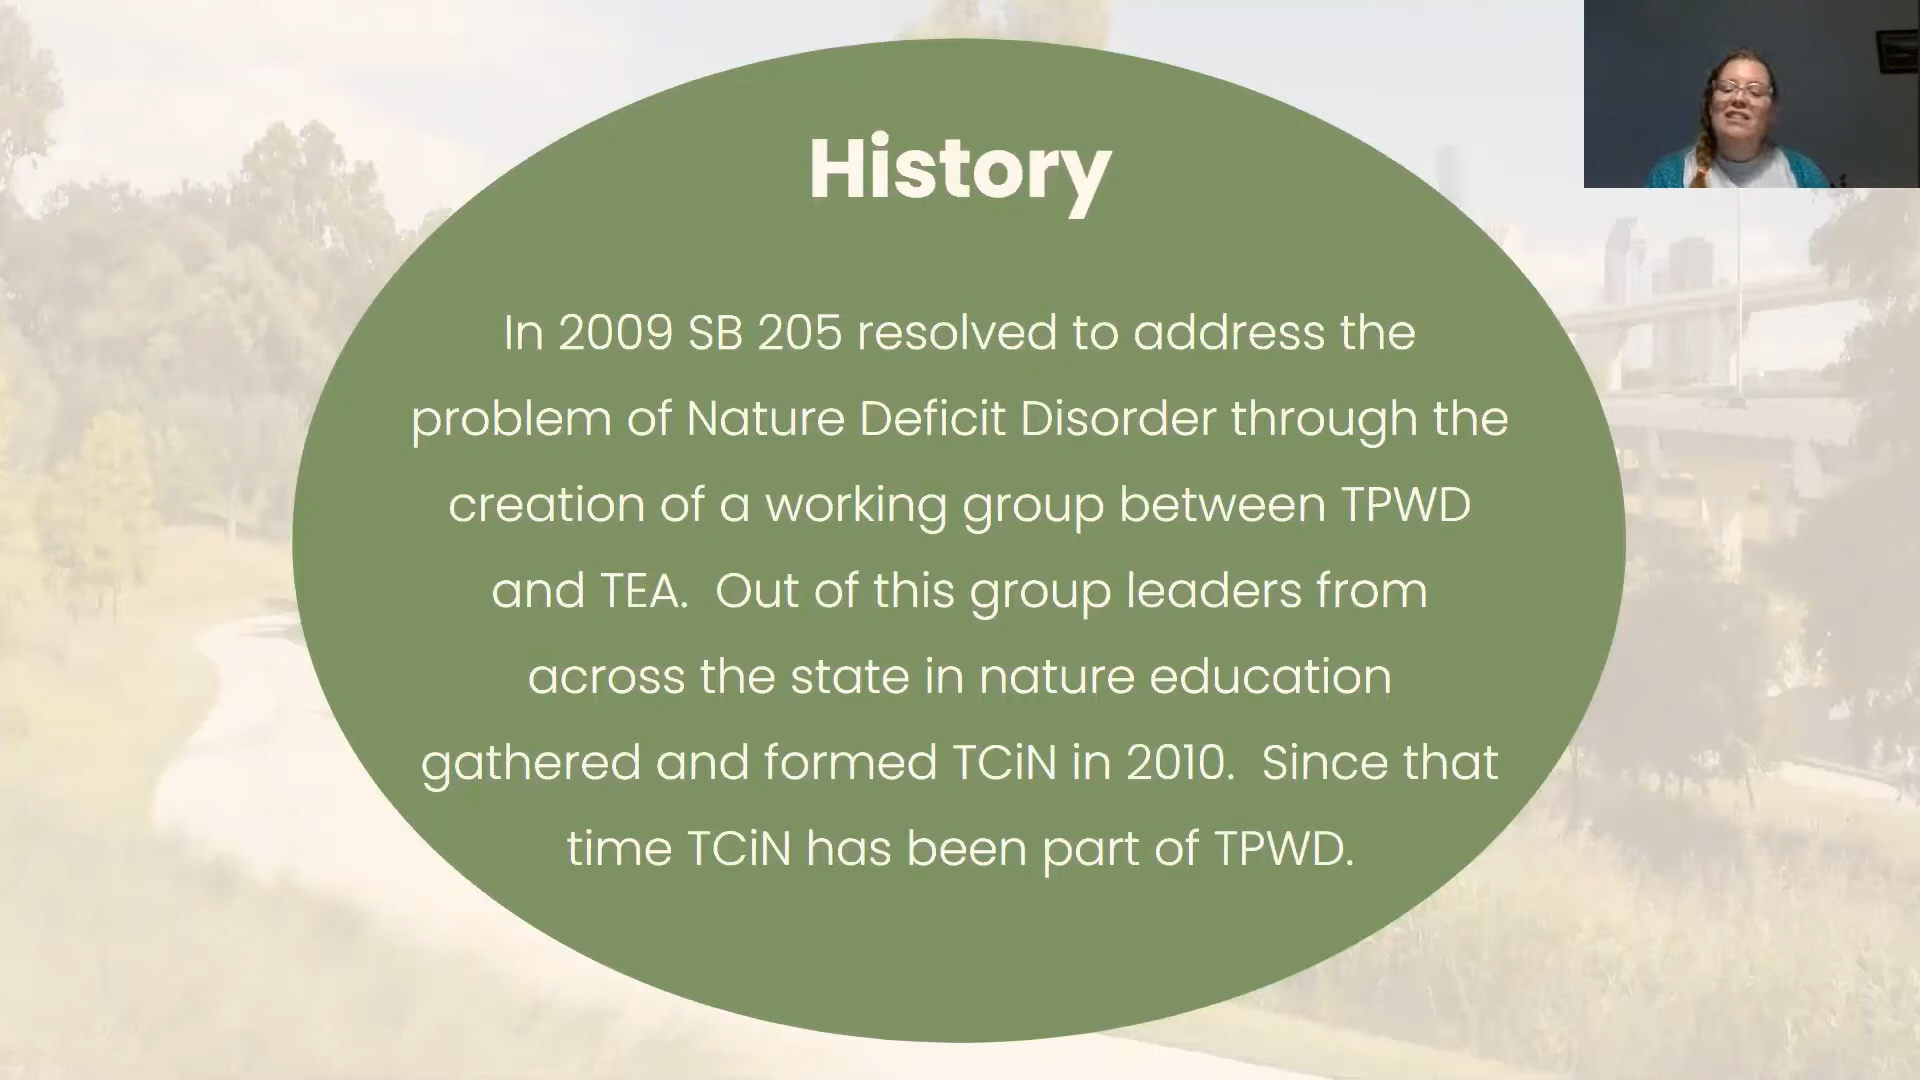 History
In 2009 SB 205 resolved to address the
problem of Nature Deficit Disorder through the
creation of a working group between TPWD
and TEA.  Out of this group leaders from
across the state in nature education
gathered and formed TCiN in 2010.  Since that
time TCiN has been part of TPWD.